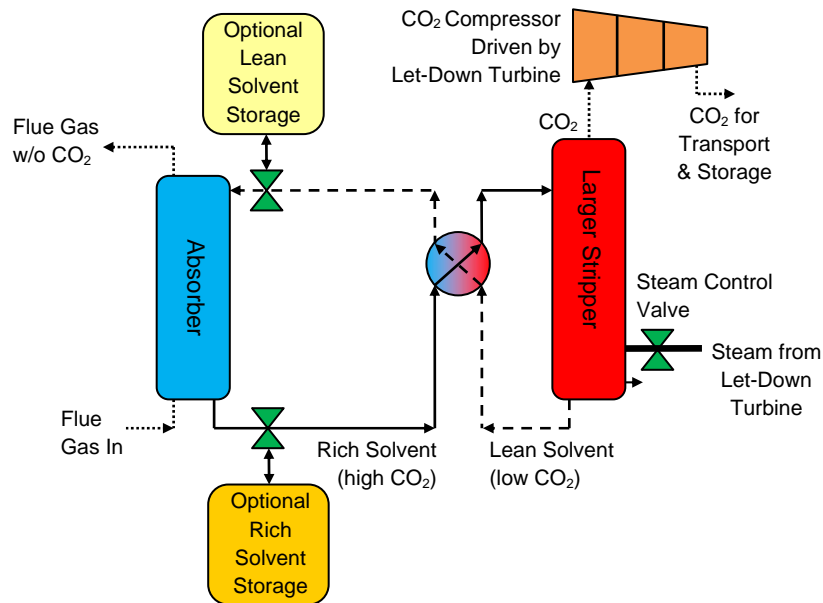 Optional
Lean
Solvent
Storage
CO₂ Compressor
Driven by
Let-Down Turbine
Flue Gas
w/o CO₂
CO₂
CO₂ for
Transport
& Storage
Absorber
Larger Stripper
Steam Control
Valve
Steam from
Let-Down
Turbine
Flue
Gas In
Rich Solvent
(high CO₂)
Lean Solvent
(low CO₂)
Optional
Rich
Solvent
Storage